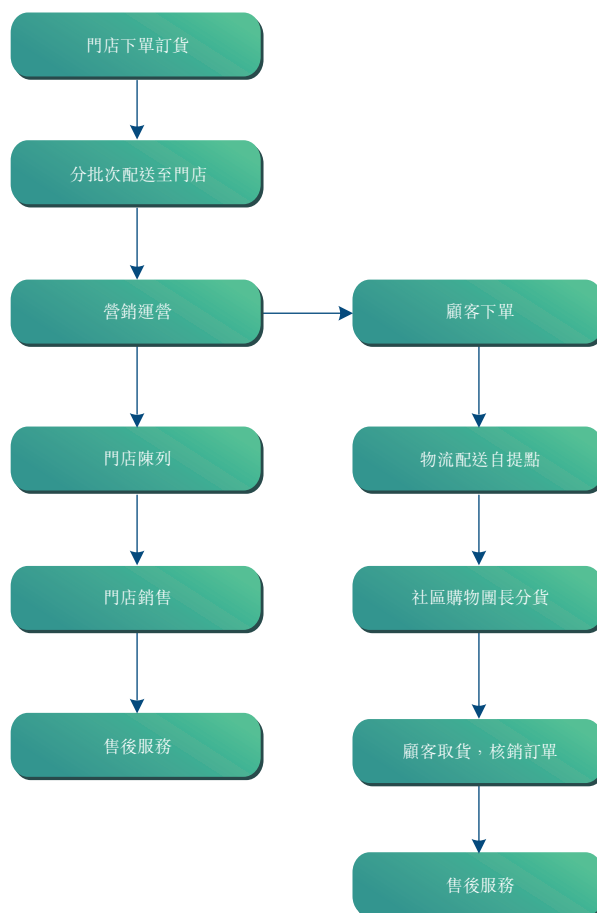 門店下單訂貨
分批次配送至門店
營銷運營
門店陳列
門店銷售
售後服務
顧客下單
物流配送自提點
社區購物團長分貨
顧客取貨，核銷訂單
售後服務